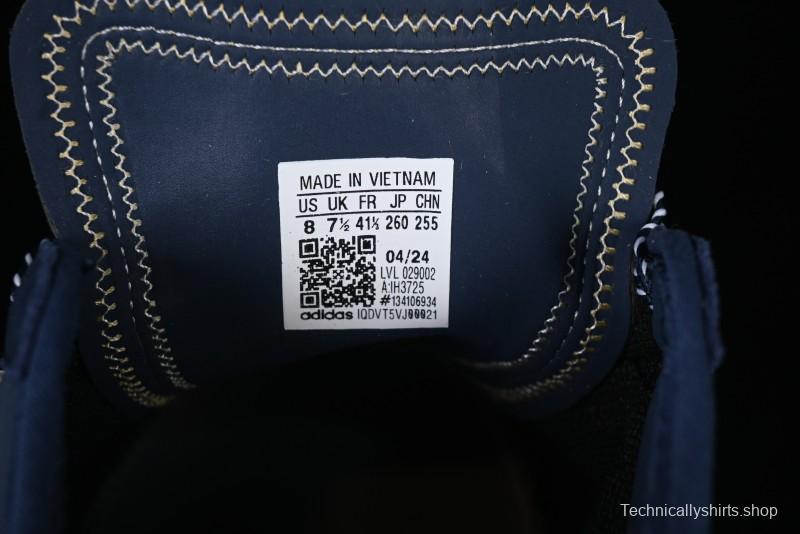 MADE IN VIETNAM
US UK FR JP CHN
8 7½ 41⅓ 260 255
04/24
LVL 029002
A:IH3725
#134106934
adidas IQDVT5VJ00021
Technicallyshirts.shop